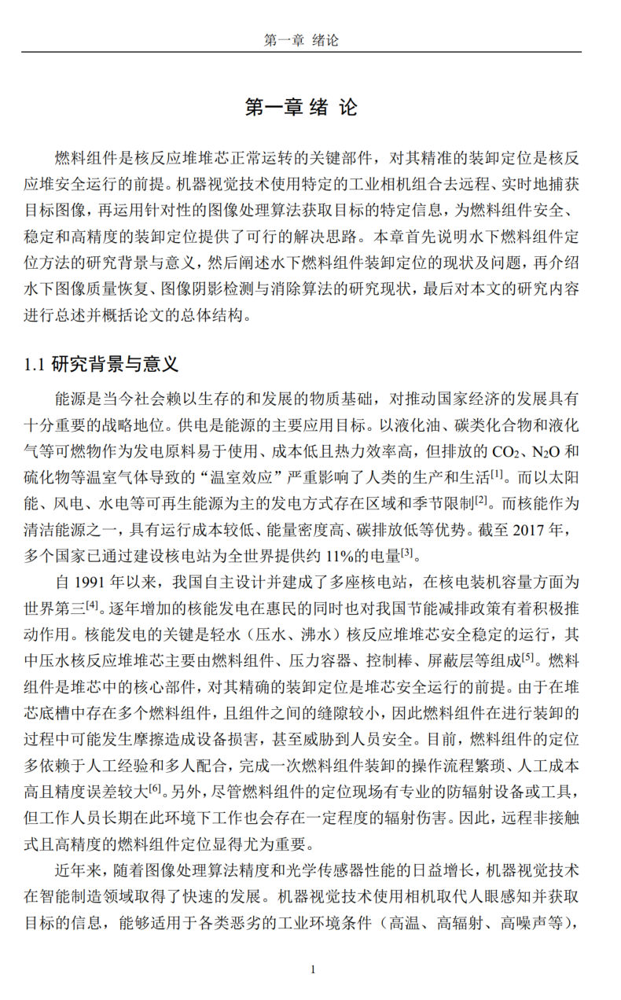 第一章 绪论
第一章 绪 论
燃料组件是核反应堆堆芯正常运转的关键部件，对其精准的装卸定位是核反
应堆安全运行的前提。机器视觉技术使用特定的工业相机组合去远程、实时地捕获
目标图像，再运用针对性的图像处理算法获取目标的特定信息，为燃料组件安全、
稳定和高精度的装卸定位提供了可行的解决思路。本章首先说明水下燃料组件定
位方法的研究背景与意义，然后阐述水下燃料组件装卸定位的现状及问题，再介绍
水下图像质量恢复、图像阴影检测与消除算法的研究现状，最后对本文的研究内容
进行总述并概括论文的总体结构。
1.1 研究背景与意义
能源是当今社会赖以生存的和发展的物质基础，对推动国家经济的发展具有
十分重要的战略地位。供电是能源的主要应用目标。以液化油、碳类化合物和液化
气等可燃物作为发电原料易于使用、成本低且热力效率高，但排放的 CO₂、N₂O 和
硫化物等温室气体导致的“温室效应”严重影响了人类的生产和生活[1]。而以太阳
能、风电、水电等可再生能源为主的发电方式存在区域和季节限制[2]。而核能作为
清洁能源之一，具有运行成本较低、能量密度高、碳排放低等优势。截至 2017 年，
多个国家已通过建设核电站为全世界提供约 11%的电量[3]。
自 1991 年以来，我国自主设计并建成了多座核电站，在核电装机容量方面为
世界第三[4]。逐年增加的核能发电在惠民的同时也对我国节能减排政策有着积极推
动作用。核能发电的关键是轻水（压水、沸水）核反应堆堆芯安全稳定的运行，其
中压水核反应堆堆芯主要由燃料组件、压力容器、控制棒、屏蔽层等组成[5]。燃料
组件是堆芯中的核心部件，对其精确的装卸定位是堆芯安全运行的前提。由于在堆
芯底槽中存在多个燃料组件，且组件之间的缝隙较小，因此燃料组件在进行装卸的
过程中可能发生摩擦造成设备损害，甚至威胁到人员安全。目前，燃料组件的定位
多依赖于人工经验和多人配合，完成一次燃料组件装卸的操作流程繁琐、人工成本
高且精度误差较大[6]。另外，尽管燃料组件的定位现场有专业的防辐射设备或工具，
但工作人员长期在此环境下工作也会存在一定程度的辐射伤害。因此，远程非接触
式且高精度的燃料组件定位显得尤为重要。
近年来，随着图像处理算法精度和光学传感器性能的日益增长，机器视觉技术
在智能制造领域取得了快速的发展。机器视觉技术使用相机取代人眼感知并获取
目标的信息，能够适用于各类恶劣的工业环境条件（高温、高辐射、高噪声等），
1